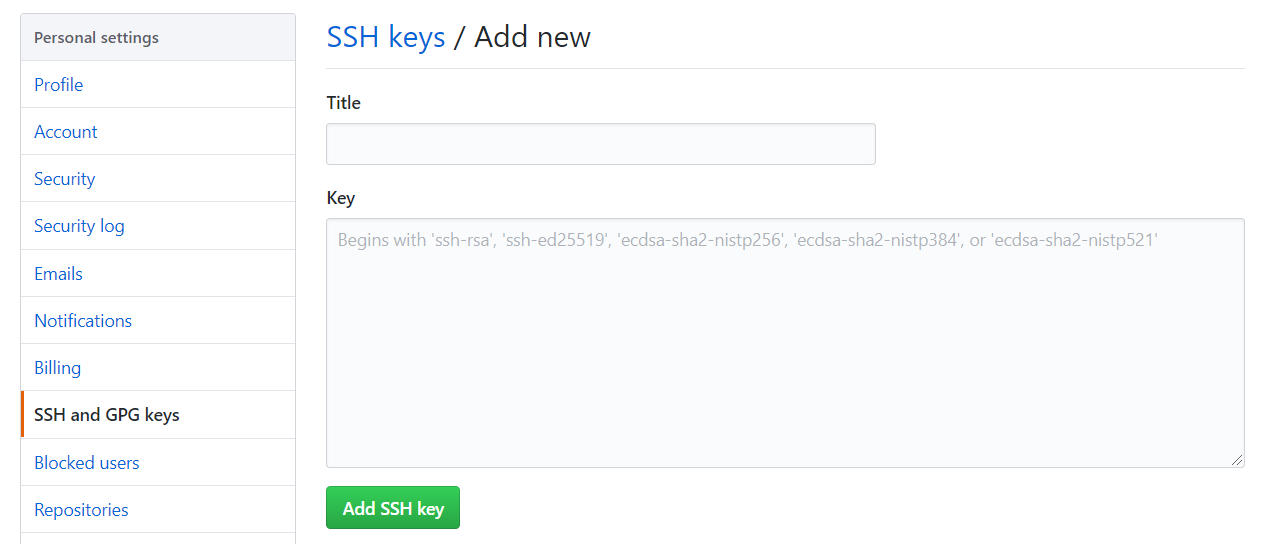 Personal settings
Profile
Account
Security
Security log
Emails
Notifications
Billing
SSH and GPG keys
Blocked users
Repositories
SSH keys / Add new
Title
Key
Begins with 'ssh-rsa', 'ssh-ed25519', 'ecdsa-sha2-nistp256', 'ecdsa-sha2-nistp384', or 'ecdsa-sha2-nistp521'
Add SSH key